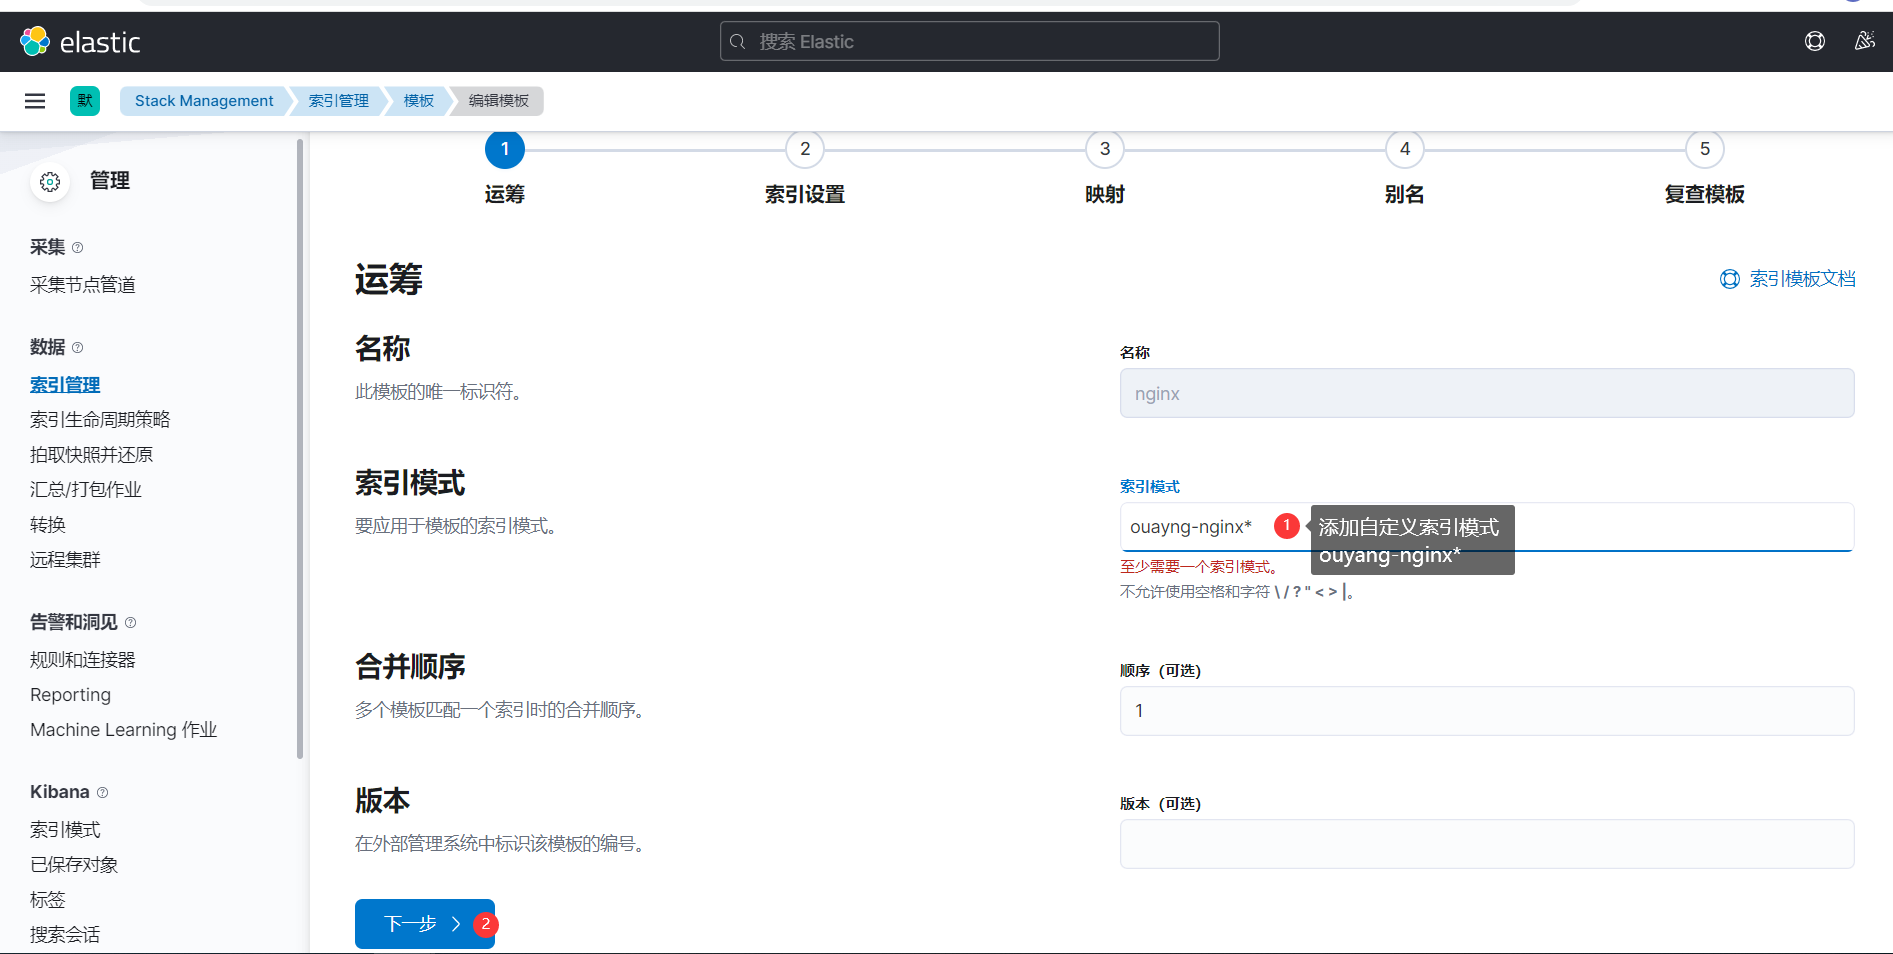 elastic
搜索 Elastic
默
Stack Management
索引管理
模板
编辑模板
管理
采集
采集节点管道
数据
索引管理
索引生命周期策略
拍取快照并还原
汇总/打包作业
转换
远程集群
告警和洞见
规则和连接器
Reporting
Machine Learning 作业
Kibana
索引模式
已保存对象
标签
搜索会话
1
2
3
4
5
运筹
索引设置
映射
别名
复查模板
运筹
索引模板文档
名称
此模板的唯一标识符。
名称
nginx
索引模式
要应用于模板的索引模式。
索引模式
ouayng-nginx*
1
添加自定义索引模式
ouyang-nginx*
至少需要一个索引模式。
不允许使用空格和字符 \ / ? " < > |。
合并顺序
多个模板匹配一个索引时的合并顺序。
顺序（可选）
1
版本
在外部管理系统中标识该模板的编号。
版本（可选）
下一步
2